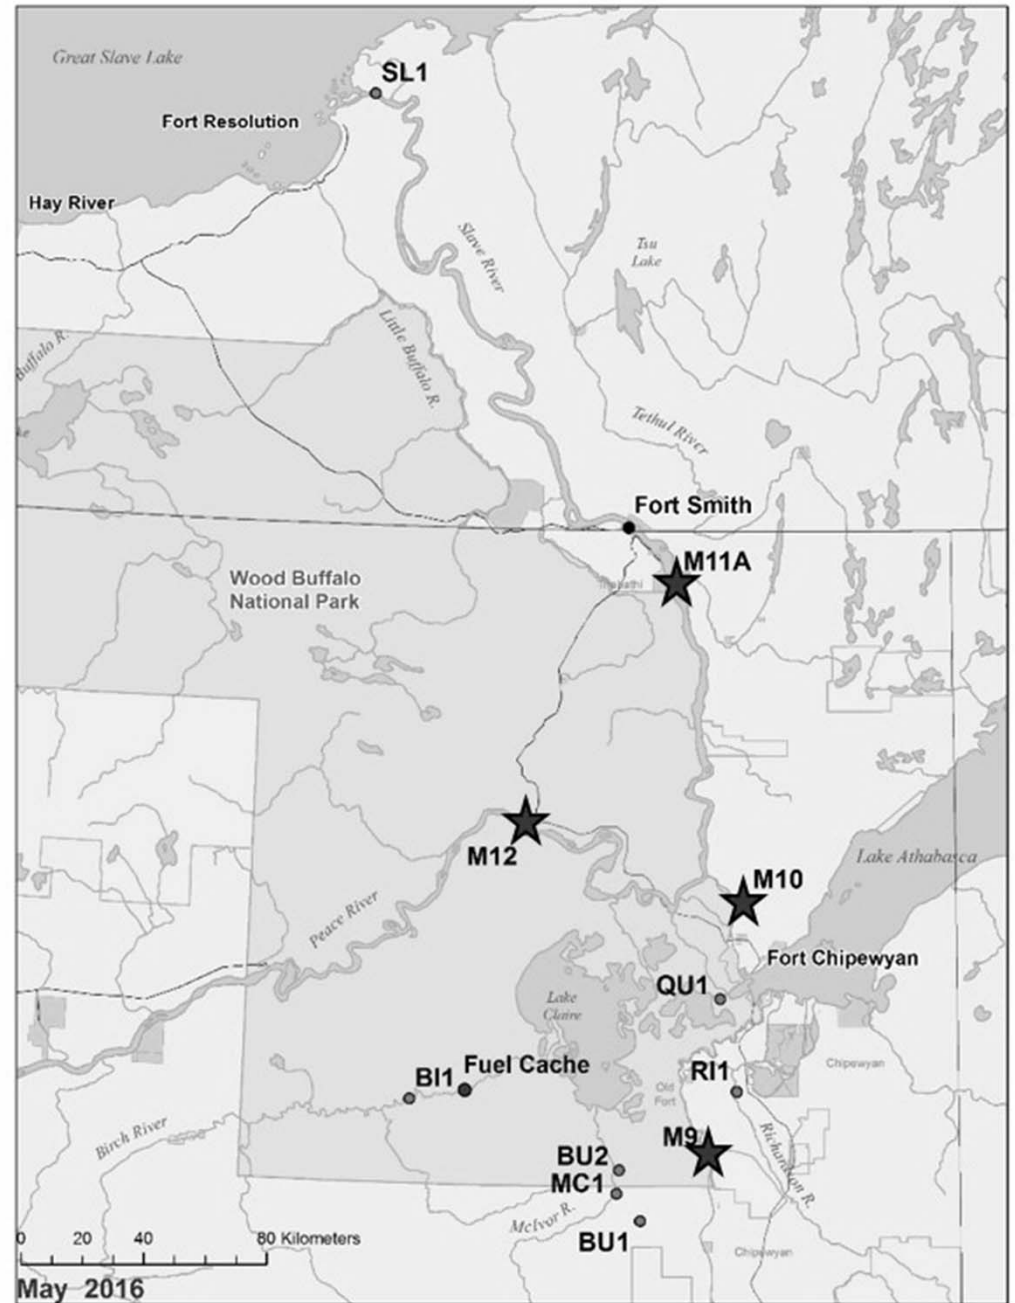 Great Slave Lake
SL1
Fort Resolution
Hay River
Slave River
Tsu
Lake
Buffalo R.
Little Buffalo R.
Tethul River
Fort Smith
M11A
Wood Buffalo
National Park
M12
Lake Athabasca
M10
Peace River
Fort Chipewyan
QU1
Lake
Claire
Fuel Cache
BI1
RI1
Chipewyan
Old
Fort
Birch River
M9
Richardson R.
BU2
MC1
McIvor R.
BU1
Chipewyan
0 20 40 80 Kilometers
May 2016